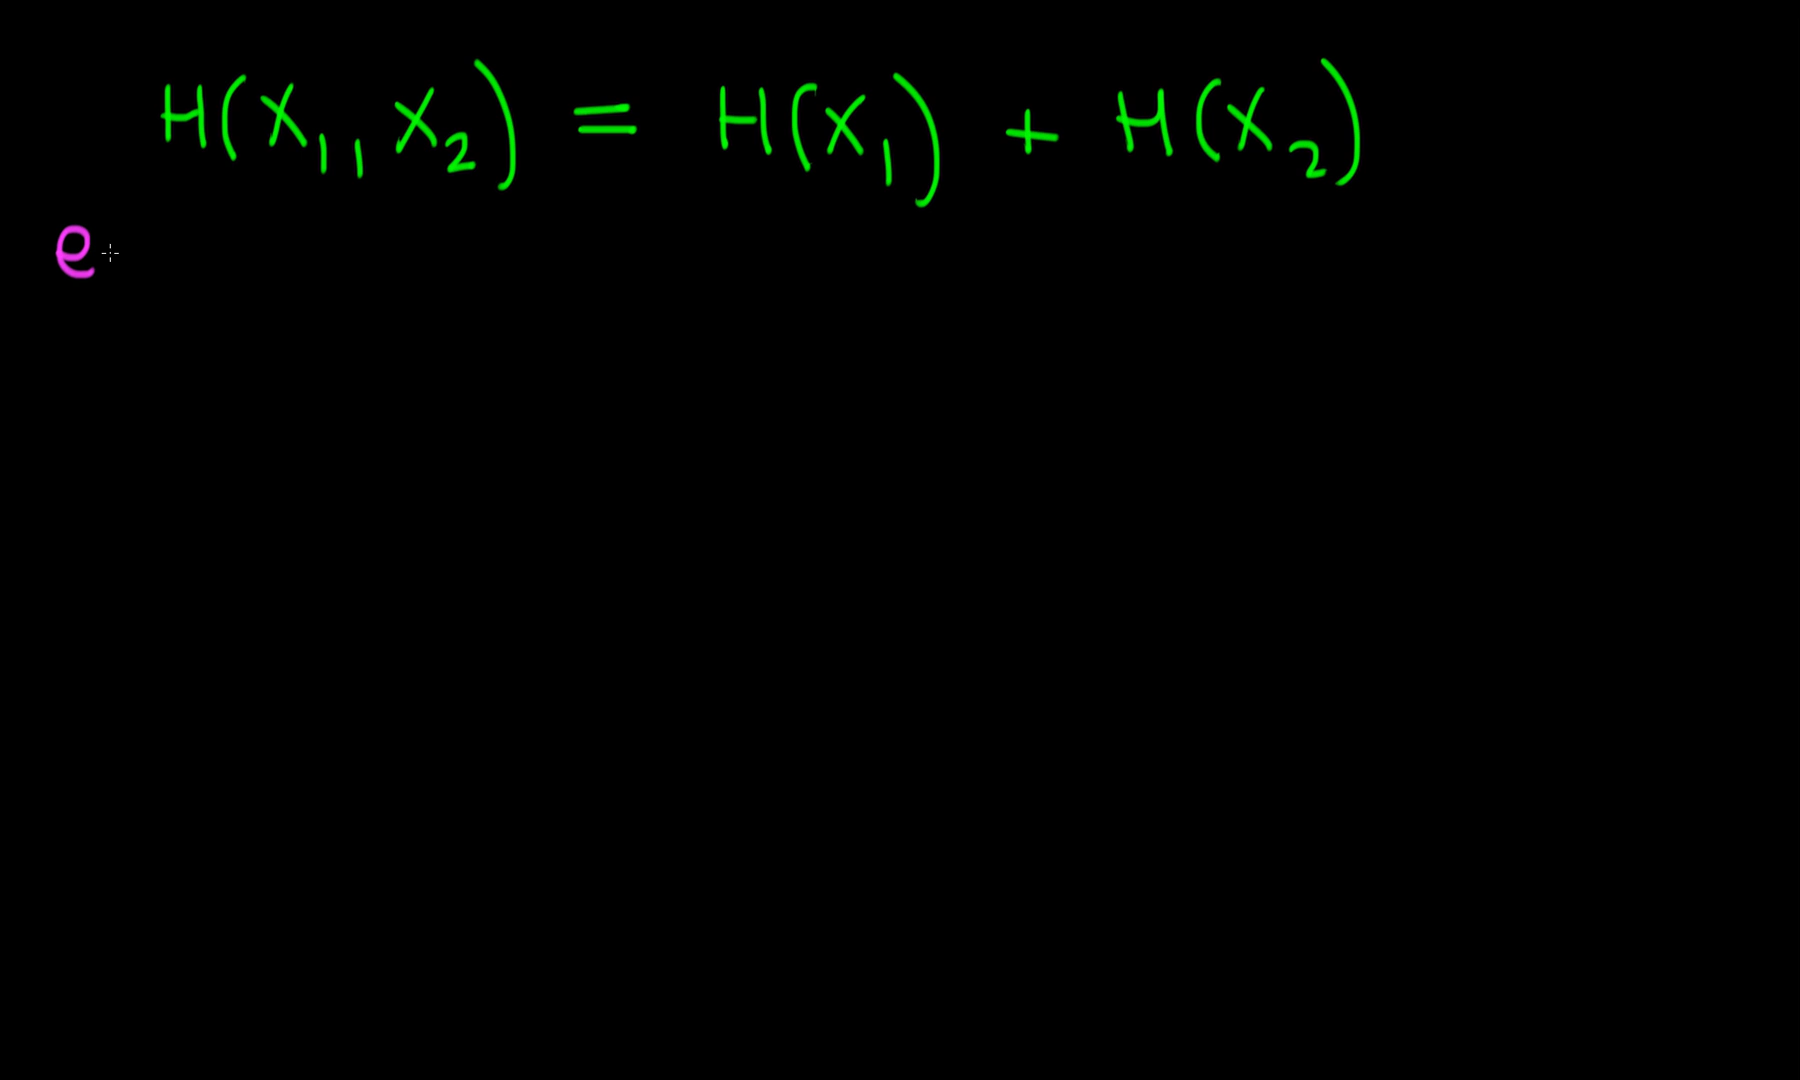 H(X₁, X₂) = H(X₁) + H(X₂)
e